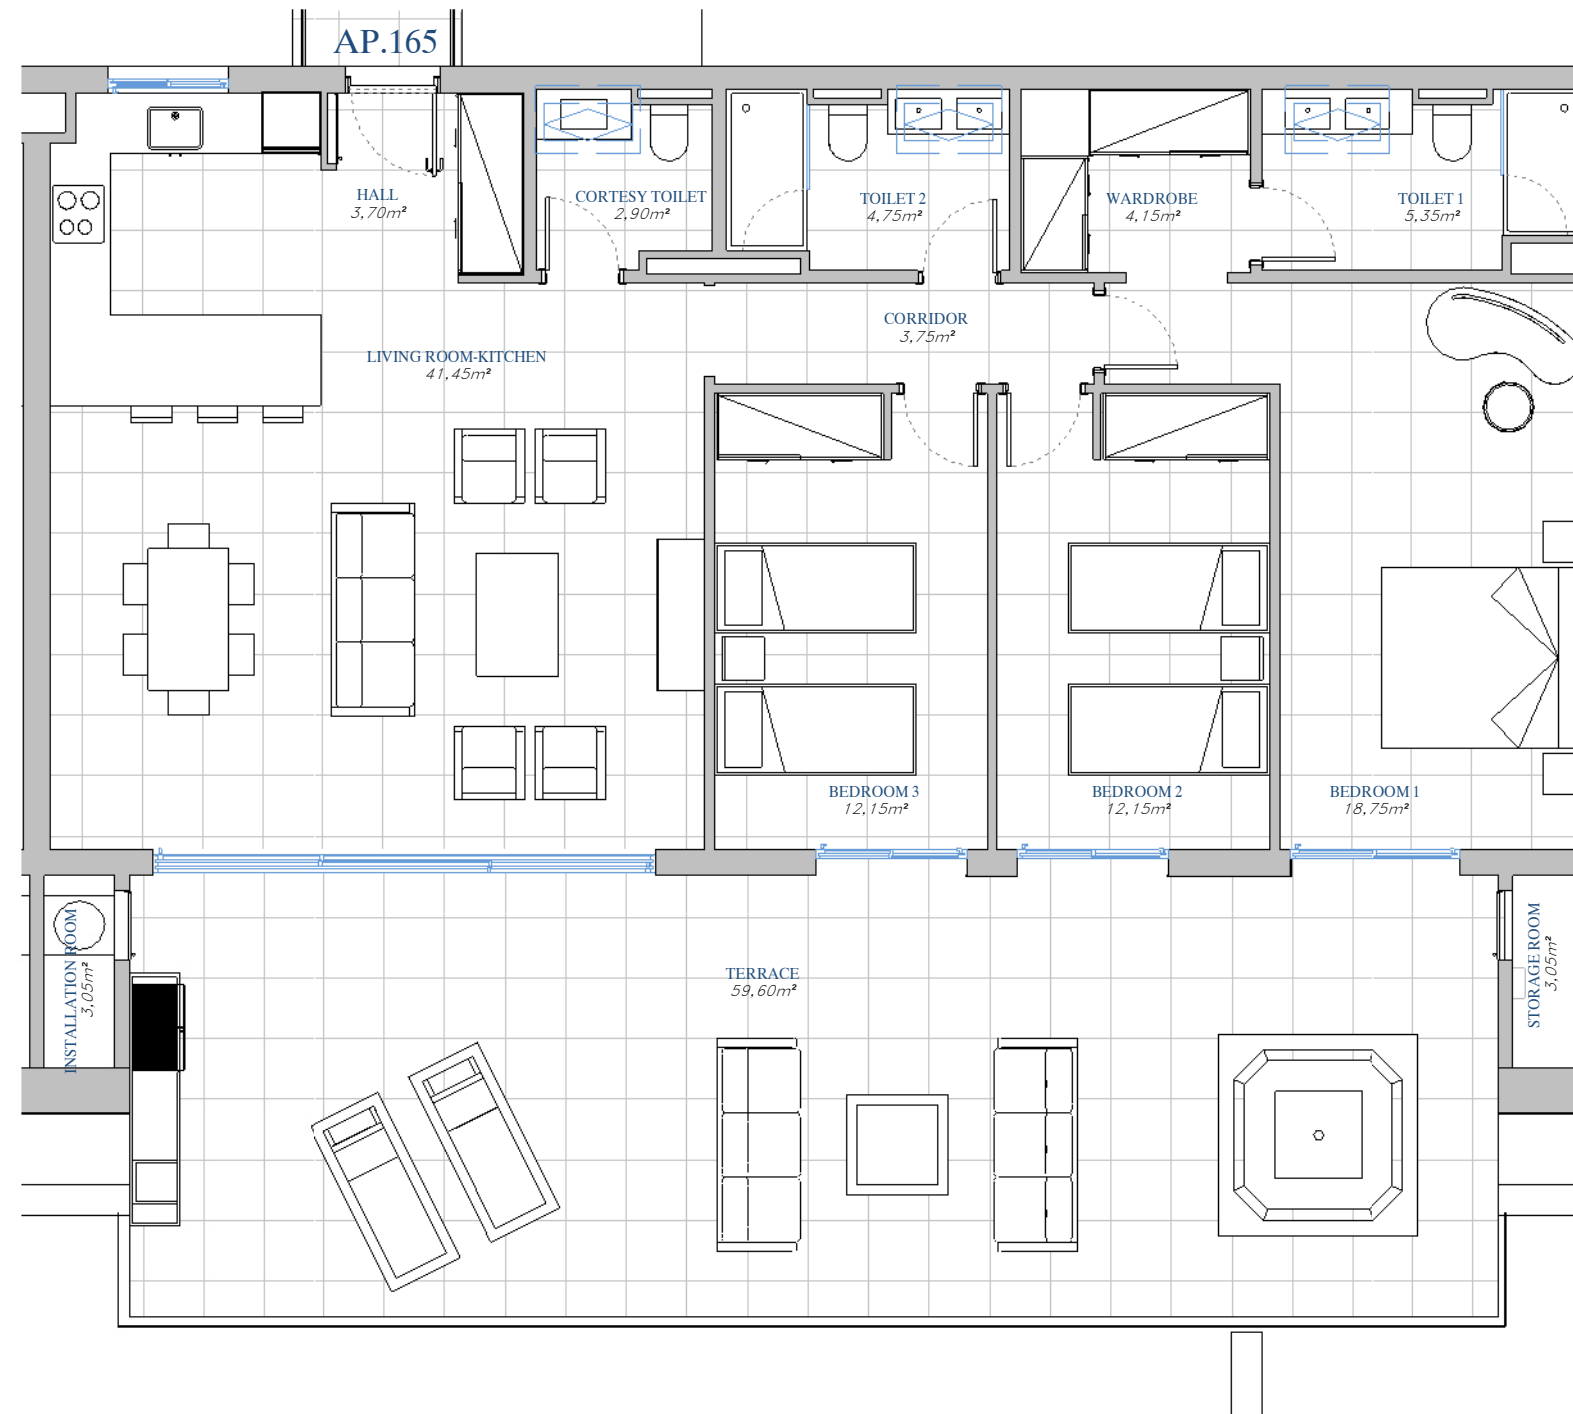 AP.165
HALL
3,70m²
CORTESY TOILET
2,90m²
TOILET 2
4,75m²
WARDROBE
4,15m²
TOILET 1
5,35m²
CORRIDOR
3,75m²
LIVING ROOM-KITCHEN
41,45m²
BEDROOM 3
12,15m²
BEDROOM 2
12,15m²
BEDROOM 1
18,75m²
INSTALLATION ROOM
3,05m²
TERRACE
59,60m²
STORAGE ROOM
3,05m²